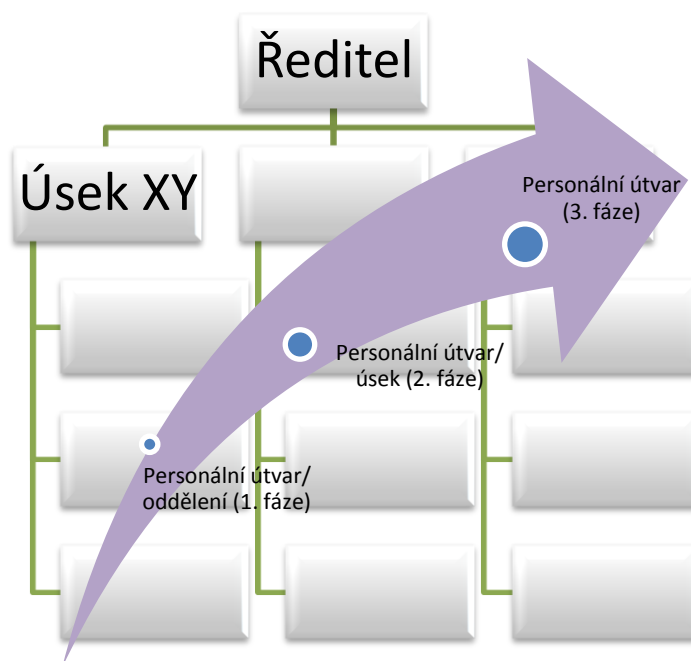 Ředitel
Úsek XY
Personální útvar
(3. fáze)
Personální útvar/
úsek (2. fáze)
Personální útvar/
oddělení (1. fáze)